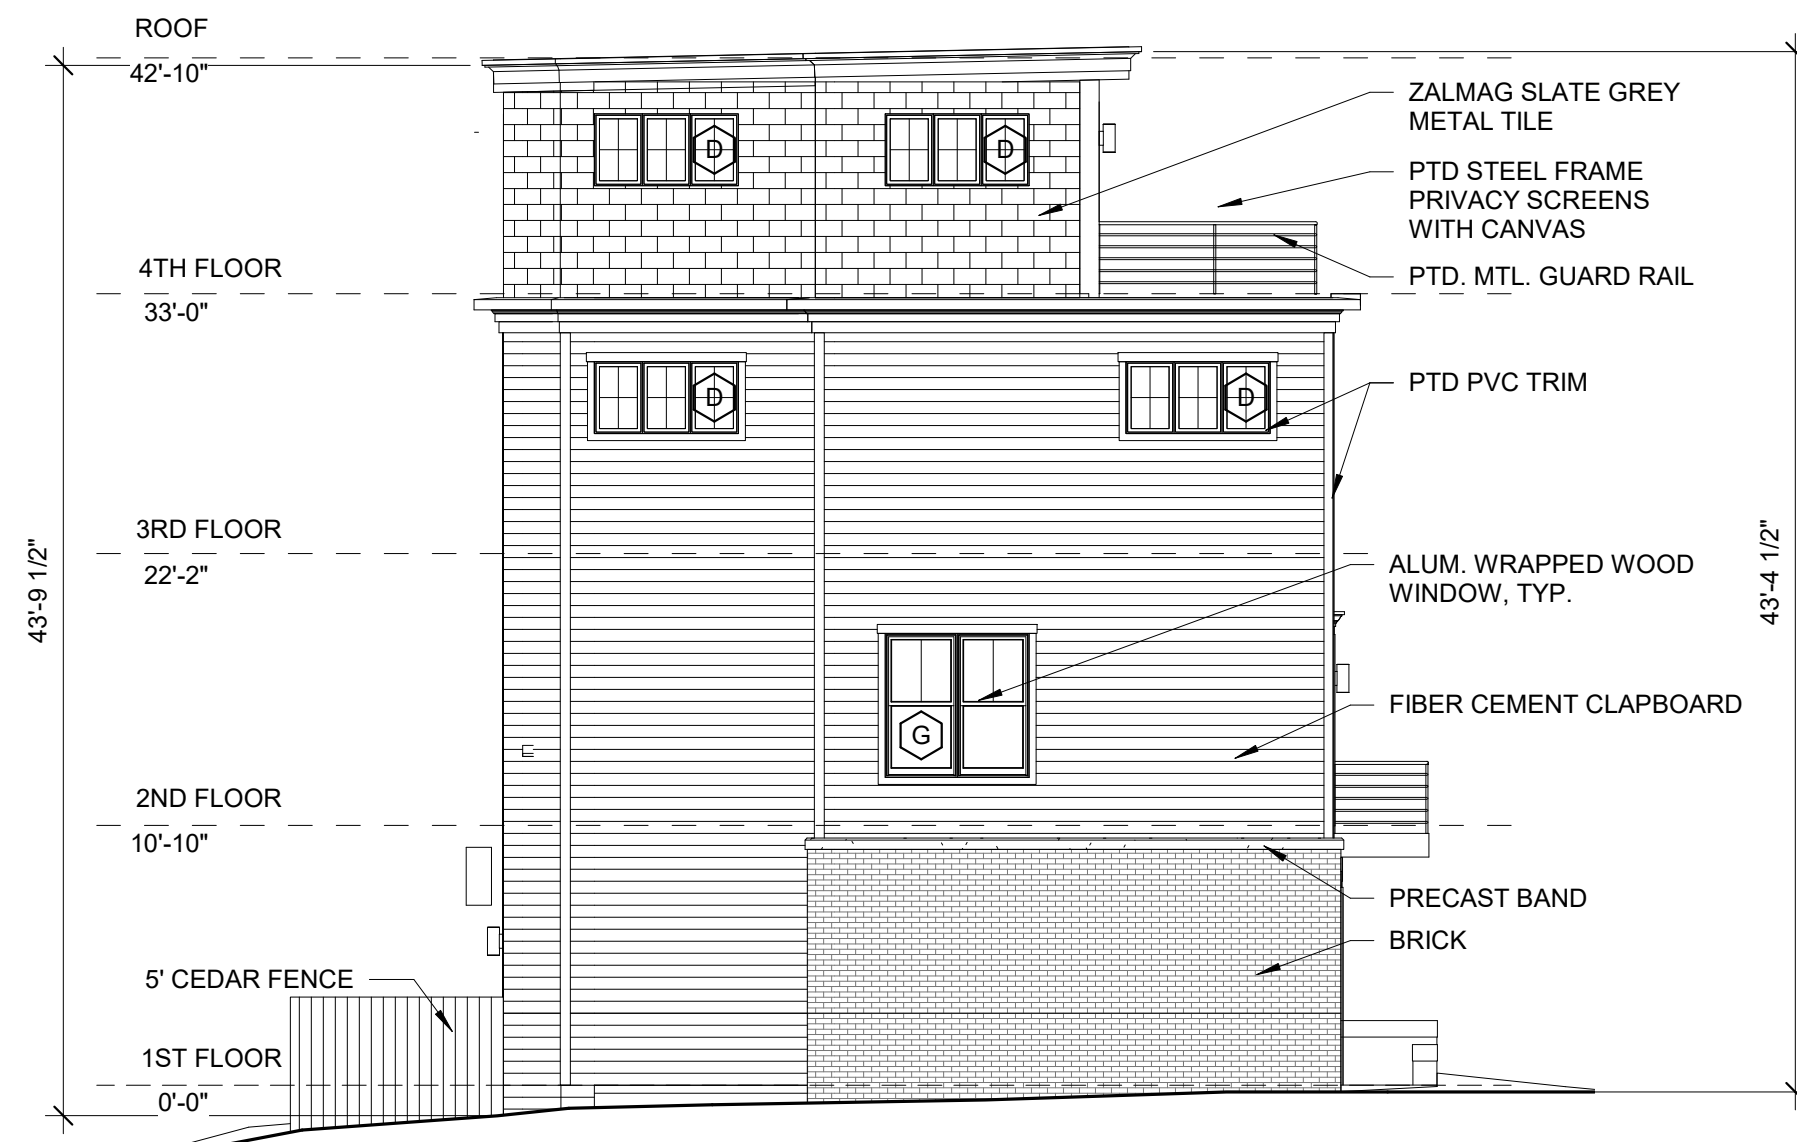 ROOF
42'-10"
ZALMAG SLATE GREY
METAL TILE
D
D
PTD STEEL FRAME
PRIVACY SCREENS
WITH CANVAS
4TH FLOOR
PTD. MTL. GUARD RAIL
33'-0"
PTD PVC TRIM
D
D
3RD FLOOR
22'-2"
43'-9 1/2"
43'-4 1/2"
ALUM. WRAPPED WOOD
WINDOW, TYP.
FIBER CEMENT CLAPBOARD
G
2ND FLOOR
10'-10"
PRECAST BAND
BRICK
5' CEDAR FENCE
1ST FLOOR
0'-0"